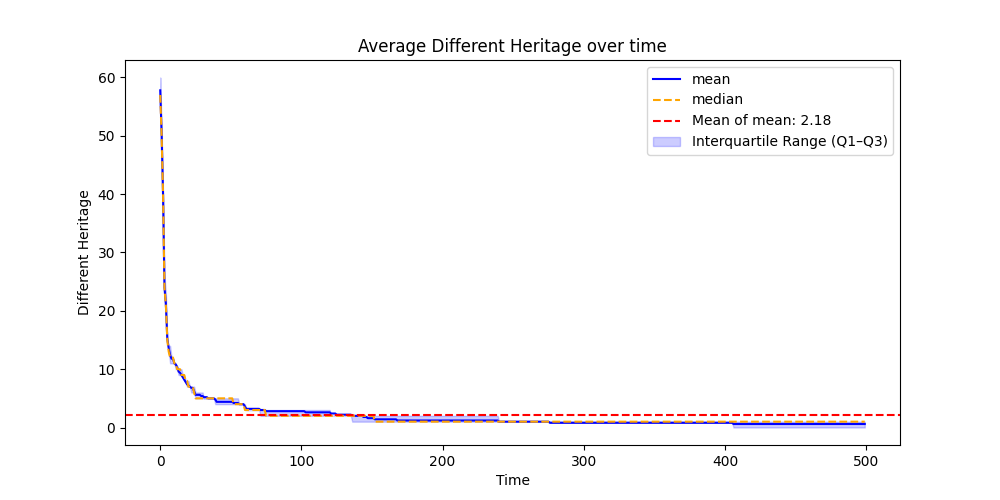 Average Different Heritage over time
mean
median
Mean of mean: 2.18
Interquartile Range (Q1–Q3)
Different Heritage
60
50
40
30
20
10
0
0 100 200 300 400 500
Time